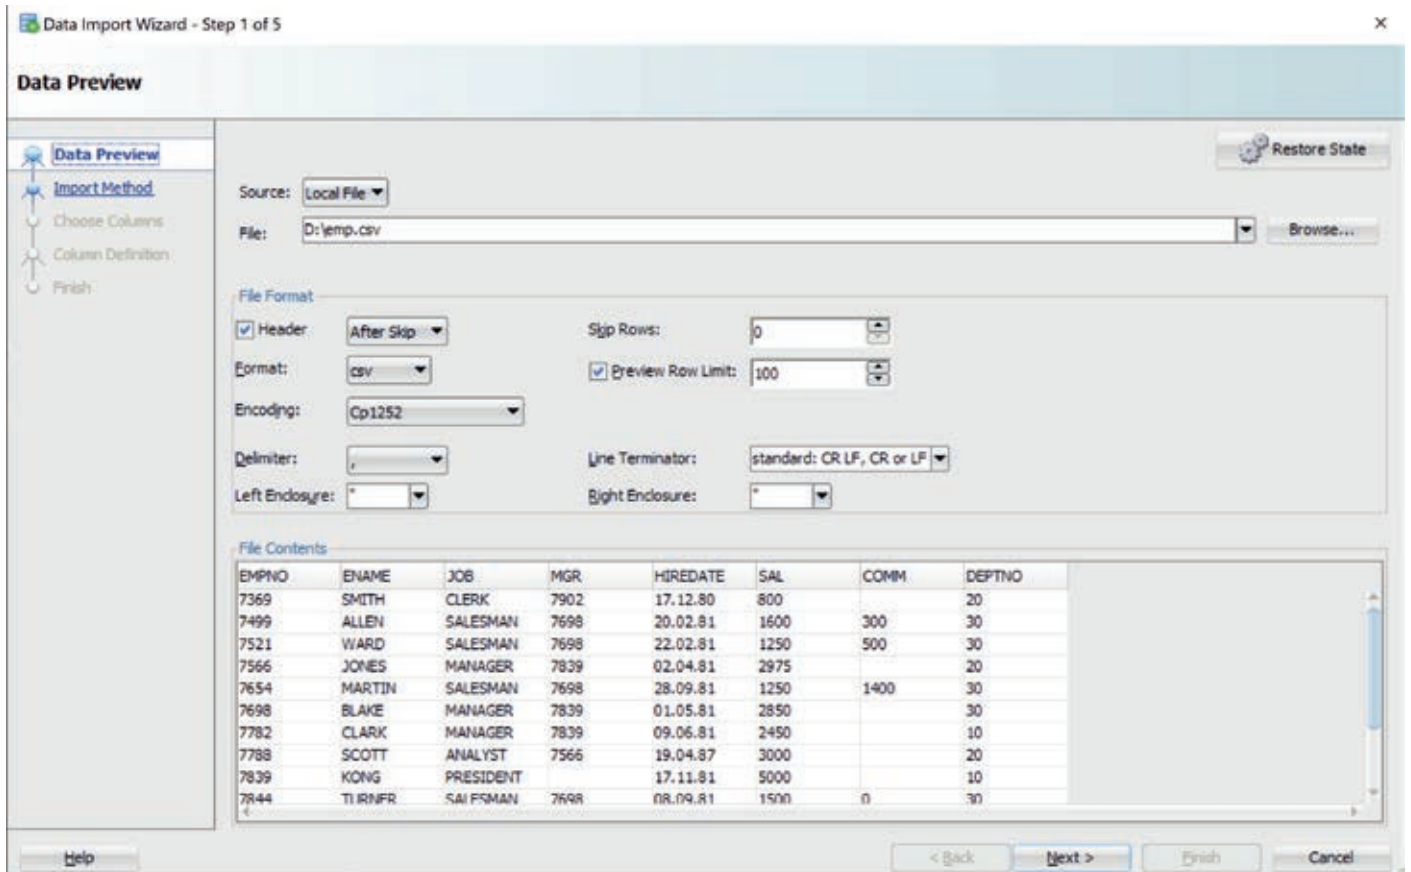 Data Import Wizard - Step 1 of 5
Data Preview
Data Preview
Import Method
Choose Columns
Column Definition
Finish
Restore State
Source: Local File
File: D:\emp.csv Browse...
File Format
Header After Skip Skip Rows: 0
Format: csv Preview Row Limit: 100
Encoding: Cp1252
Delimiter: , Line Terminator: standard: CR LF, CR or LF
Left Enclosure: " Right Enclosure: "
File Contents
EMPNO ENAME JOB MGR HIREDATE SAL COMM DEPTNO
7369 SMITH CLERK 7902 17.12.80 800 20
7499 ALLEN SALESMAN 7698 20.02.81 1600 300 30
7521 WARD SALESMAN 7698 22.02.81 1250 500 30
7566 JONES MANAGER 7839 02.04.81 2975 20
7654 MARTIN SALESMAN 7698 28.09.81 1250 1400 30
7698 BLAKE MANAGER 7839 01.05.81 2850 30
7782 CLARK MANAGER 7839 09.06.81 2450 10
7788 SCOTT ANALYST 7566 19.04.87 3000 20
7839 KONG PRESIDENT 17.11.81 5000 10
7844 TURNER SALESMAN 7698 08.09.81 1500 0 30
Help < Back Next > Finish Cancel